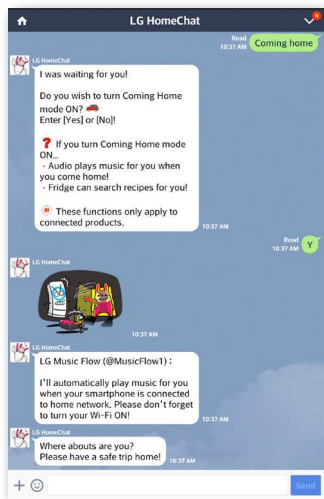 LG HomeChat
N
Read
10:37 AM
Coming home
LG HomeChat
I was waiting for you!
Do you wish to turn Coming Home
mode ON?
Enter [Yes] or [No]!
If you turn Coming Home mode
ON...
- Audio plays music for you when
you come home!
- Fridge can search recipes for you!
These functions only apply to
connected products.
10:37 AM
Read
10:37 AM
Y
LG HomeChat
10:37 AM
LG HomeChat
LG Music Flow (@MusicFlow1) :
I'll automatically play music for you
when your smartphone is connected
to home network. Please don't forget
to turn your Wi-Fi ON!
10:37 AM
LG HomeChat
Where abouts are you?
Please have a safe trip home!
10:37 AM
Send